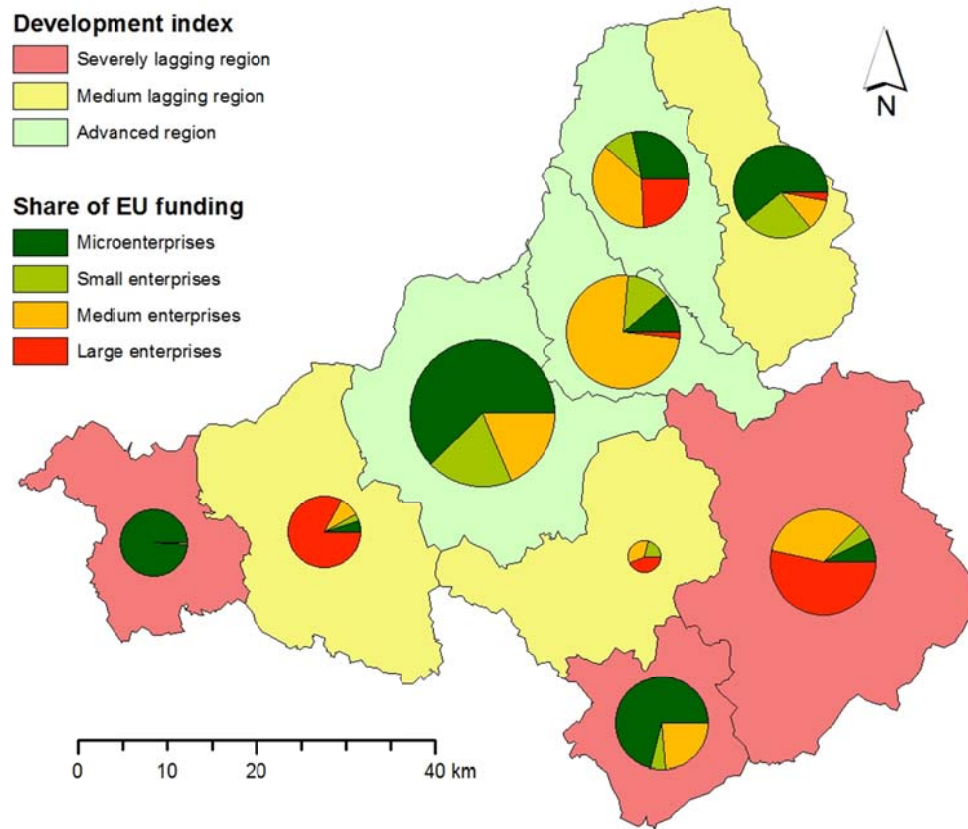 Development index
Severely lagging region
Medium lagging region
Advanced region
N
Share of EU funding
Microenterprises
Small enterprises
Medium enterprises
Large enterprises
0 20 40 km